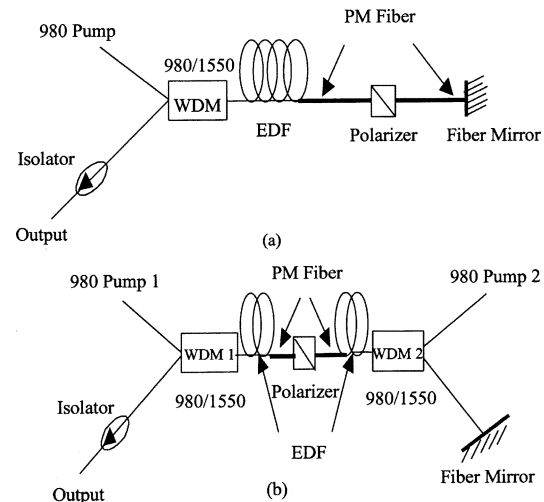 PM Fiber
980 Pump
980/1550
WDM
EDF
Polarizer
Fiber Mirror
Isolator
Output
(a)
PM Fiber
980 Pump 1
980 Pump 2
WDM 1
WDM 2
Polarizer
980/1550
980/1550
Isolator
EDF
Fiber Mirror
Output
(b)